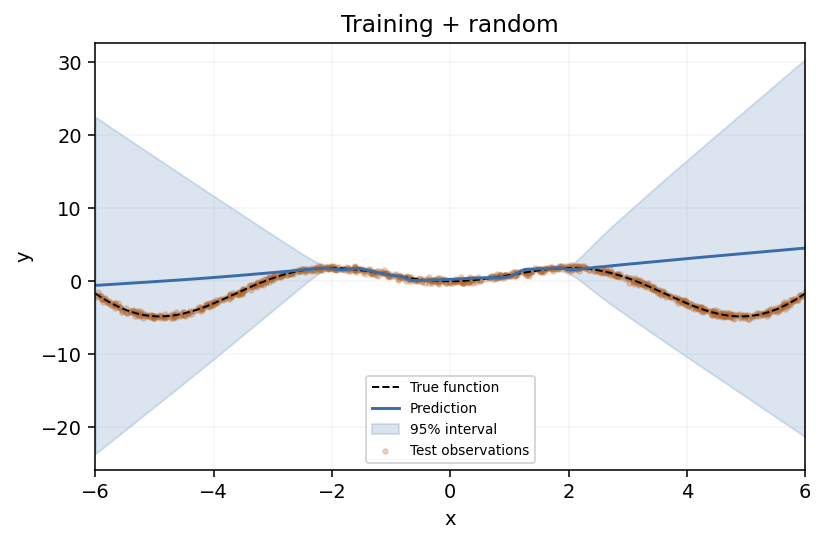 Training + random
30
20
10
0
−10
−20
y
True function
Prediction
95% interval
Test observations
−6 −4 −2 0 2 4 6
x